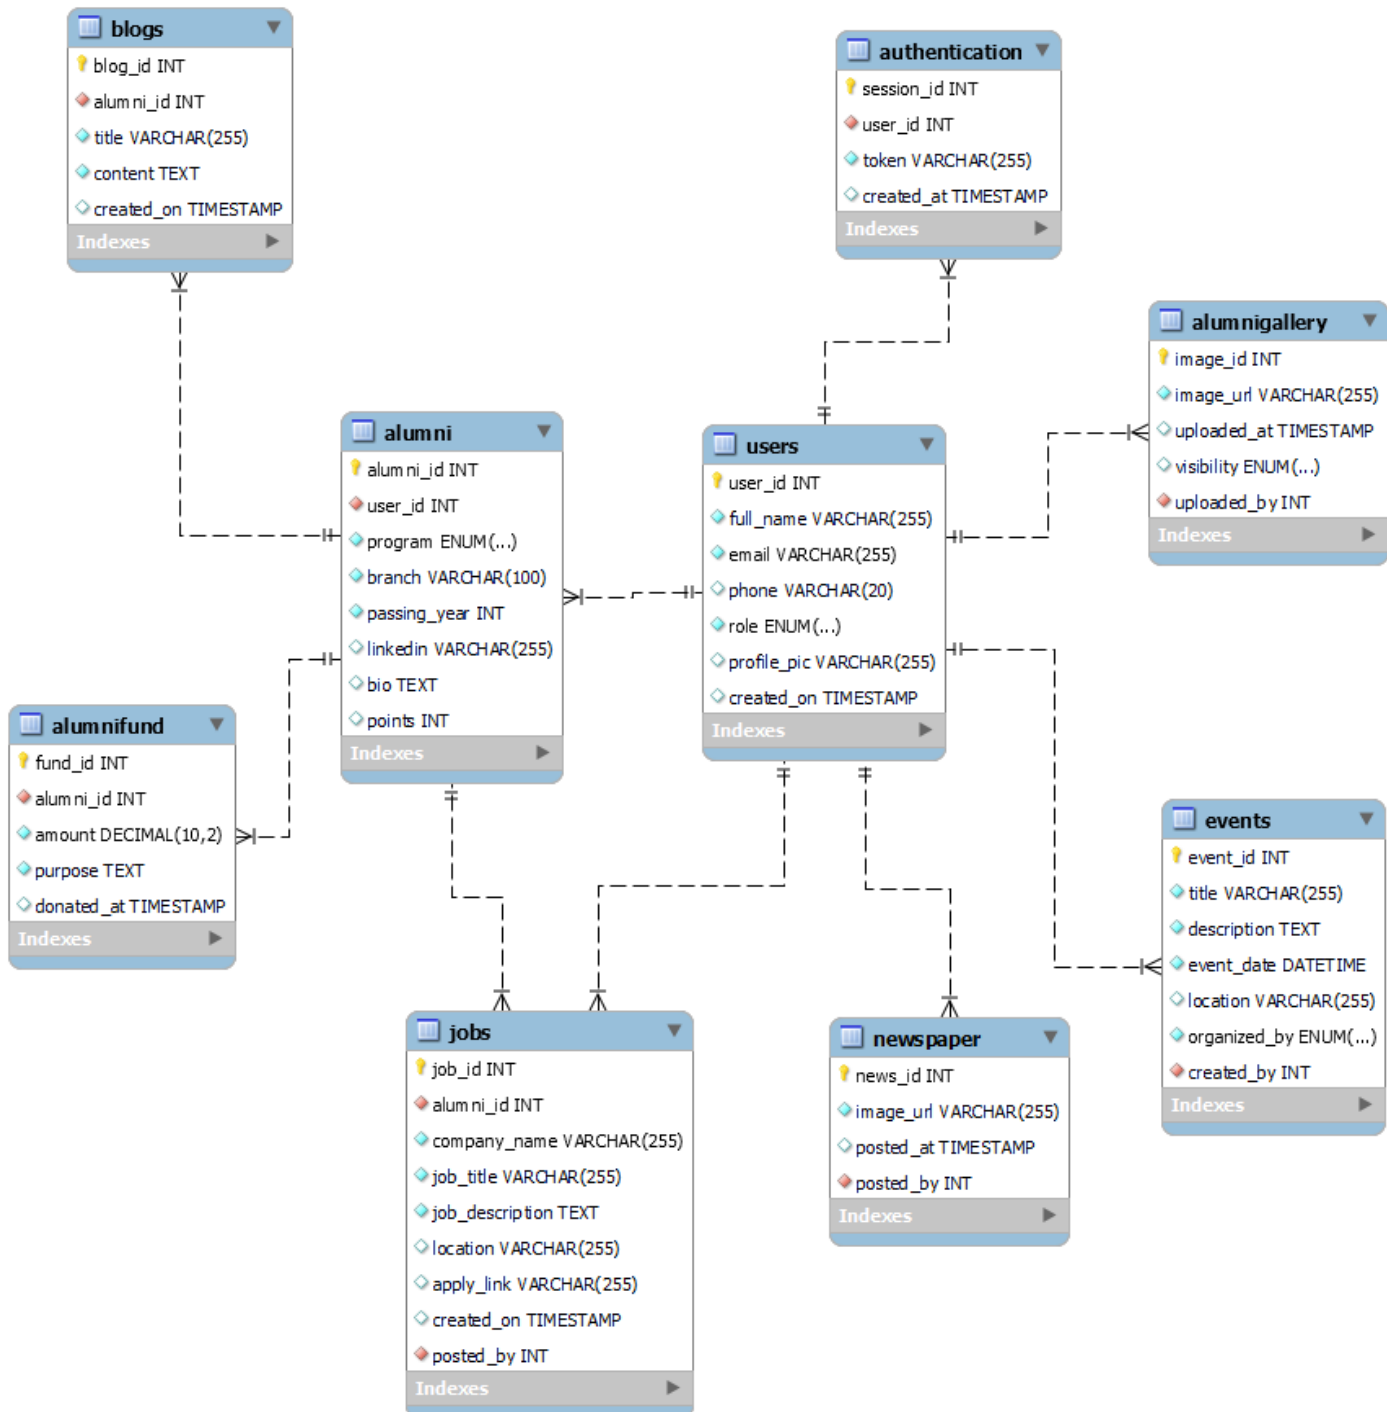 blogs
blog_id INT
alumni_id INT
title VARCHAR(255)
content TEXT
created_on TIMESTAMP
Indexes
authentication
session_id INT
user_id INT
token VARCHAR(255)
created_at TIMESTAMP
Indexes
alumnigallery
image_id INT
image_url VARCHAR(255)
uploaded_at TIMESTAMP
visibility ENUM(...)
uploaded_by INT
Indexes
alumni
alumni_id INT
user_id INT
program ENUM(...)
branch VARCHAR(100)
passing_year INT
linkedin VARCHAR(255)
bio TEXT
points INT
Indexes
users
user_id INT
full_name VARCHAR(255)
email VARCHAR(255)
phone VARCHAR(20)
role ENUM(...)
profile_pic VARCHAR(255)
created_on TIMESTAMP
Indexes
alumnifund
fund_id INT
alumni_id INT
amount DECIMAL(10,2)
purpose TEXT
donated_at TIMESTAMP
Indexes
events
event_id INT
title VARCHAR(255)
description TEXT
event_date DATETIME
location VARCHAR(255)
organized_by ENUM(...)
created_by INT
Indexes
jobs
job_id INT
alumni_id INT
company_name VARCHAR(255)
job_title VARCHAR(255)
job_description TEXT
location VARCHAR(255)
apply_link VARCHAR(255)
created_on TIMESTAMP
posted_by INT
Indexes
newspaper
news_id INT
image_url VARCHAR(255)
posted_at TIMESTAMP
posted_by INT
Indexes